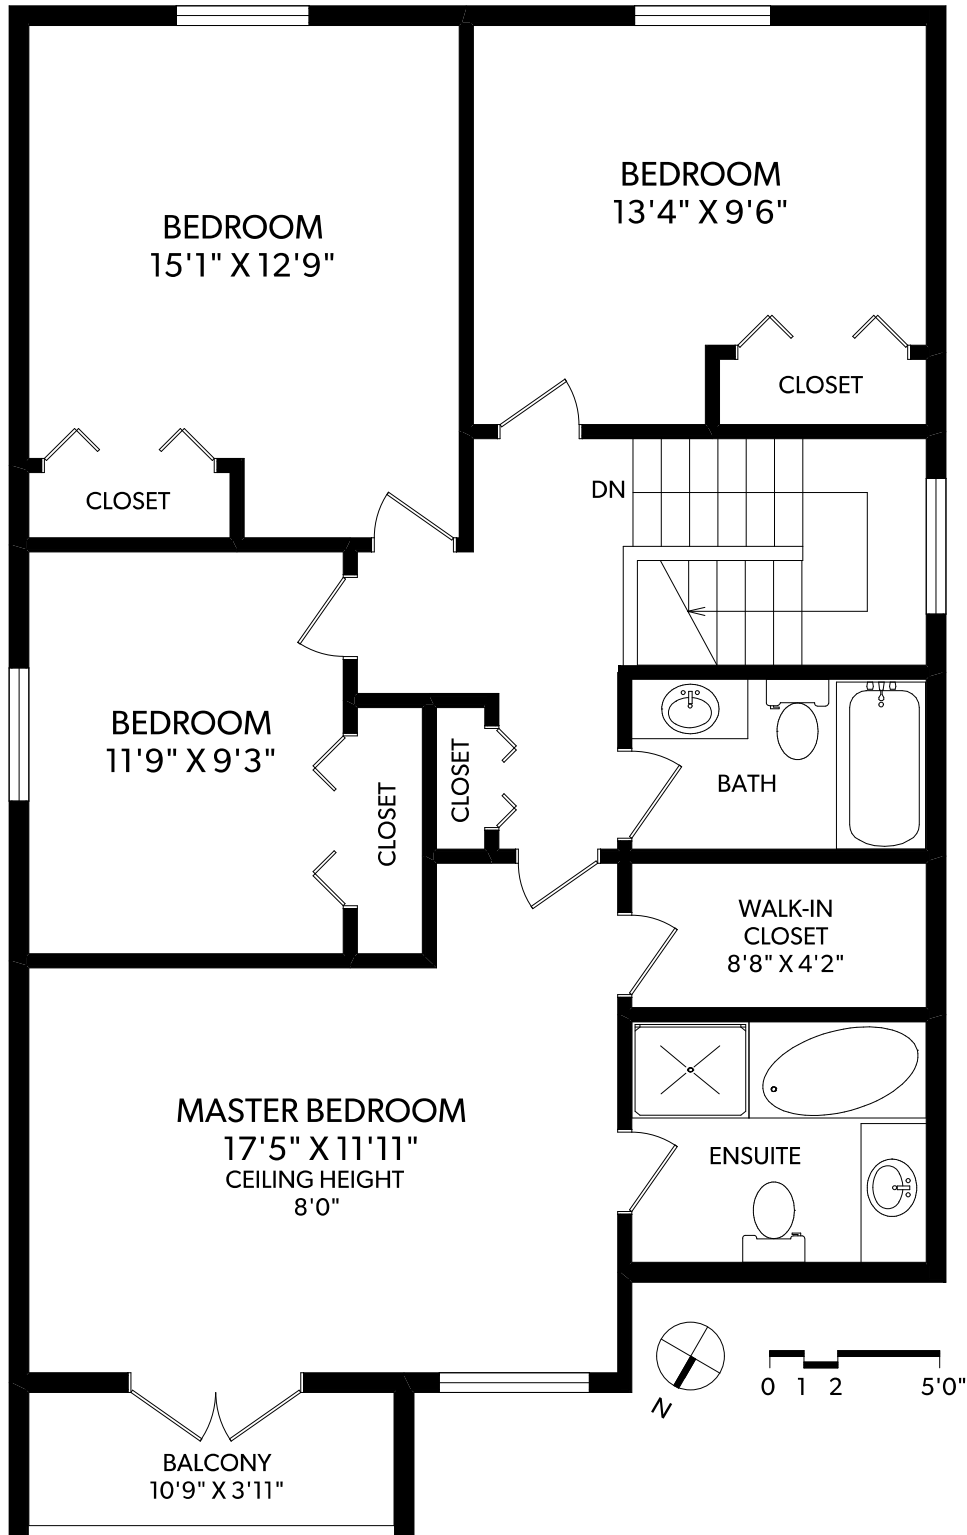 BEDROOM
13'4" X 9'6"
BEDROOM
15'1" X 12'9"
CLOSET
CLOSET
DN
BEDROOM
11'9" X 9'3"
CLOSET
CLOSET
BATH
WALK-IN
CLOSET
8'8" X 4'2"
MASTER BEDROOM
17'5" X 11'11"
CEILING HEIGHT
8'0"
ENSUITE
N
0 1 2 5'0"
BALCONY
10'9" X 3'11"